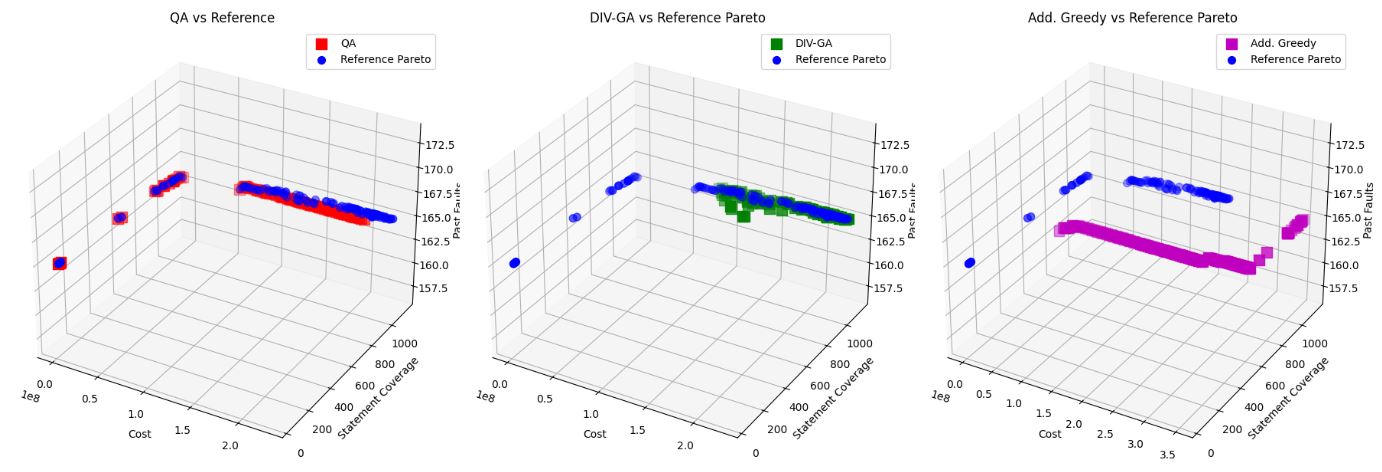 QA vs Reference
QA
Reference Pareto
172.5
170.0
167.5
165.0
162.5
160.0
157.5
Past Faults
1000
800
600
400
200
0
Statement Coverage
0.0
0.5
1.0
1.5
2.0
1e8
Cost
DIV-GA vs Reference Pareto
DIV-GA
Reference Pareto
172.5
170.0
167.5
165.0
162.5
160.0
157.5
Past Faults
1000
800
600
400
200
0
Statement Coverage
0.0
0.5
1.0
1.5
2.0
1e8
Cost
Add. Greedy vs Reference Pareto
Add. Greedy
Reference Pareto
172.5
170.0
167.5
165.0
162.5
160.0
157.5
Past Faults
1000
800
600
400
200
0
Statement Coverage
0.0
0.5
1.0
1.5
2.0
2.5
3.0
3.5
1e8
Cost